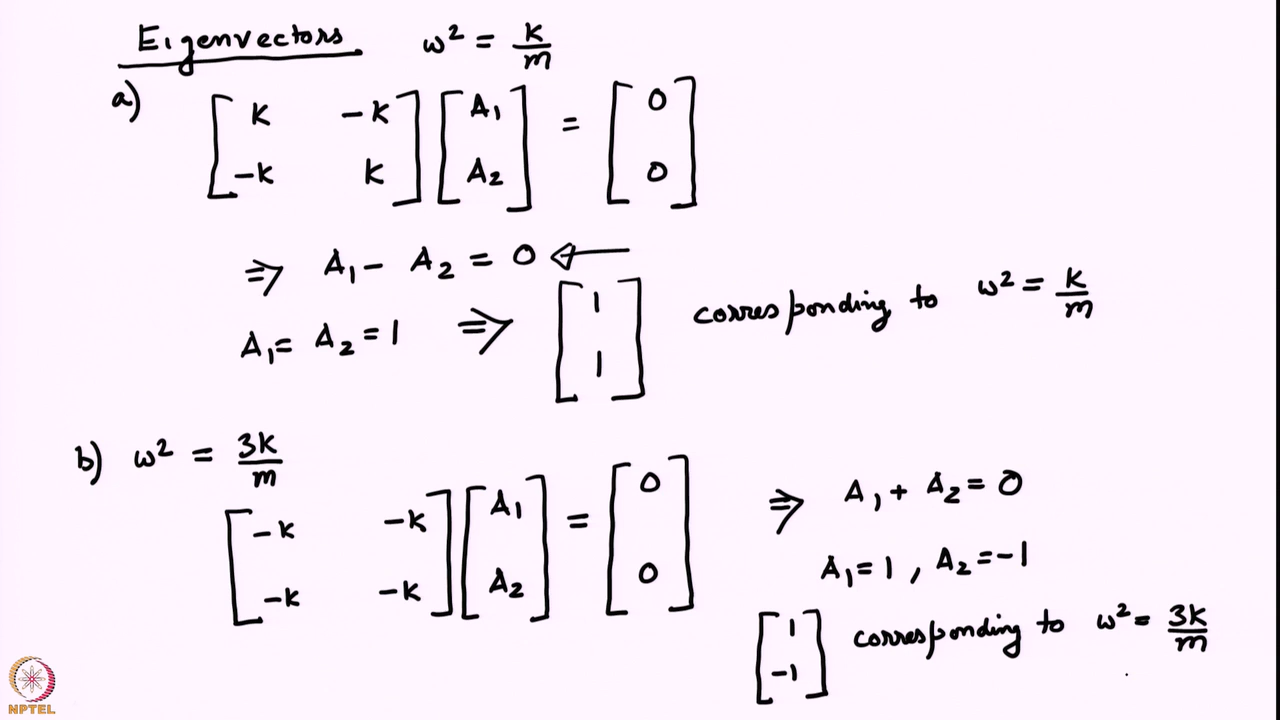 Eigenvectors ω² = k/m
a) [k -k; -k k] [A₁; A₂] = [0; 0]
⇒ A₁ - A₂ = 0 ←
A₁ = A₂ = 1 ⇒ [1; 1] corresponding to ω² = k/m
b) ω² = 3k/m
[-k -k; -k -k] [A₁; A₂] = [0; 0] ⇒ A₁ + A₂ = 0
A₁ = 1, A₂ = -1
[1; -1] corresponding to ω² = 3k/m
NPTEL